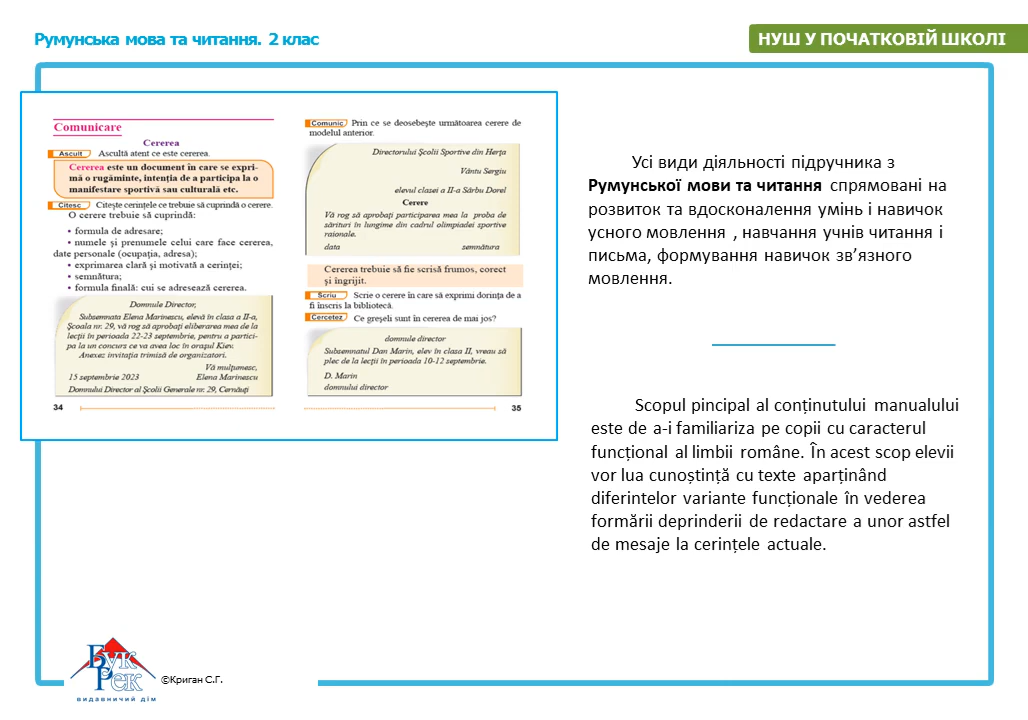 Румунська мова та читання. 2 клас
НУШ У ПОЧАТКОВІЙ ШКОЛІ
Comunicare
Cererea
Ascult Ascultă atent ce este cererea.
Cererea este un document în care se expri-
mă o rugăminte, intenția de a participa la o
manifestare sportivă sau culturală etc.
Citesc Citește cerințele ce trebuie să cuprindă o cerere.
O cerere trebuie să cuprindă:
• formula de adresare;
• numele și prenumele celui care face cererea,
date personale (ocupația, adresa);
• exprimarea clară și motivată a cerinței;
• semnătura;
• formula finală: cui se adresează cererea.
Domnule Director,
Subsemnata Elena Marinescu, elevă în clasa a II-a,
Școala nr. 29, vă rog să aprobați eliberarea mea de la
lecții în perioada 22-23 septembrie, pentru a partici-
pa la un concurs ce va avea loc în orașul Kiev.
Anexez invitația trimisă de organizatori.
Vă mulțumesc,
15 septembrie 2023 Elena Marinescu
Domnului Director al Școlii Generale nr. 29, Cernăuți
34
Comunic Prin ce se deosebește următoarea cerere de
modelul anterior.
Directorului Școlii Sportive din Herța
Vântu Sergiu
elevul clasei a II-a Sârbu Dorel
Cerere
Vă rog să aprobați participarea mea la proba de
sărituri în lungime din cadrul olimpiadei sportive
raionale.
data semnătura
Cererea trebuie să fie scrisă frumos, corect
și îngrijit.
Scriu Scrie o cerere în care să exprimi dorința de a
fi înscris la bibliotecă.
Cercetez Ce greșeli sunt în cererea de mai jos?
domnule director
Subsemnatul Dan Marin, elev în clasa II, vreau să
plec de la lecții în perioada 10-12 septembrie.
D. Marin
domnului director
35
Усі види діяльності підручника з
Румунської мови та читання спрямовані на
розвиток та вдосконалення умінь і навичок
усного мовлення , навчання учнів читання і
письма, формування навичок зв’язного
мовлення.
Scopul pincipal al conținutului manualului
este de a-i familiariza pe copii cu caracterul
funcțional al limbii române. În acest scop elevii
vor lua cunoștință cu texte aparținând
diferintelor variante funcționale în vederea
formării deprinderii de redactare a unor astfel
de mesaje la cerințele actuale.
Бук
Рек
видавничий дім
©Криган С.Г.